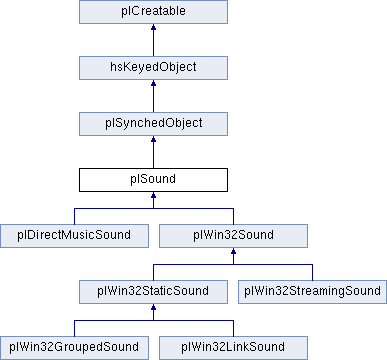 plCreatable
hsKeyedObject
plSynchedObject
plSound
plDirectMusicSound
plWin32Sound
plWin32StaticSound
plWin32StreamingSound
plWin32GroupedSound
plWin32LinkSound